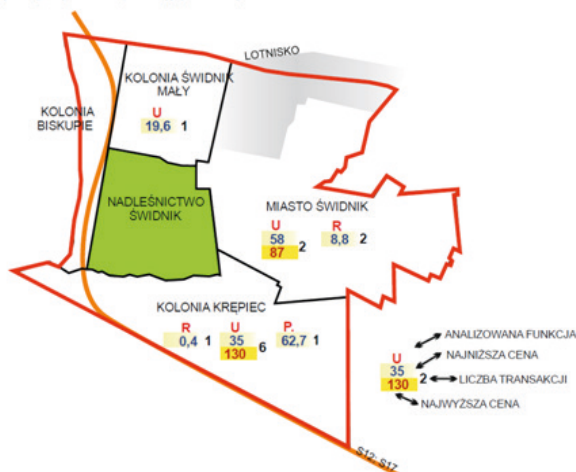 LOTNISKO
KOLONIA ŚWIDNIK
MAŁY
U
19,6 1
KOLONIA
BISKUPIE
NADLEŚNICTWO
ŚWIDNIK
MIASTO ŚWIDNIK
U R
58 8,8 2
87 2
KOLONIA KRĘPIEC
R U P.
0,4 1 35 62,7 1
130 6
ANALIZOWANA FUNKCJA
U
NAJNIŻSZA CENA
35
130 2
LICZBA TRANSAKCJI
NAJWYŻSZA CENA
S12; S17